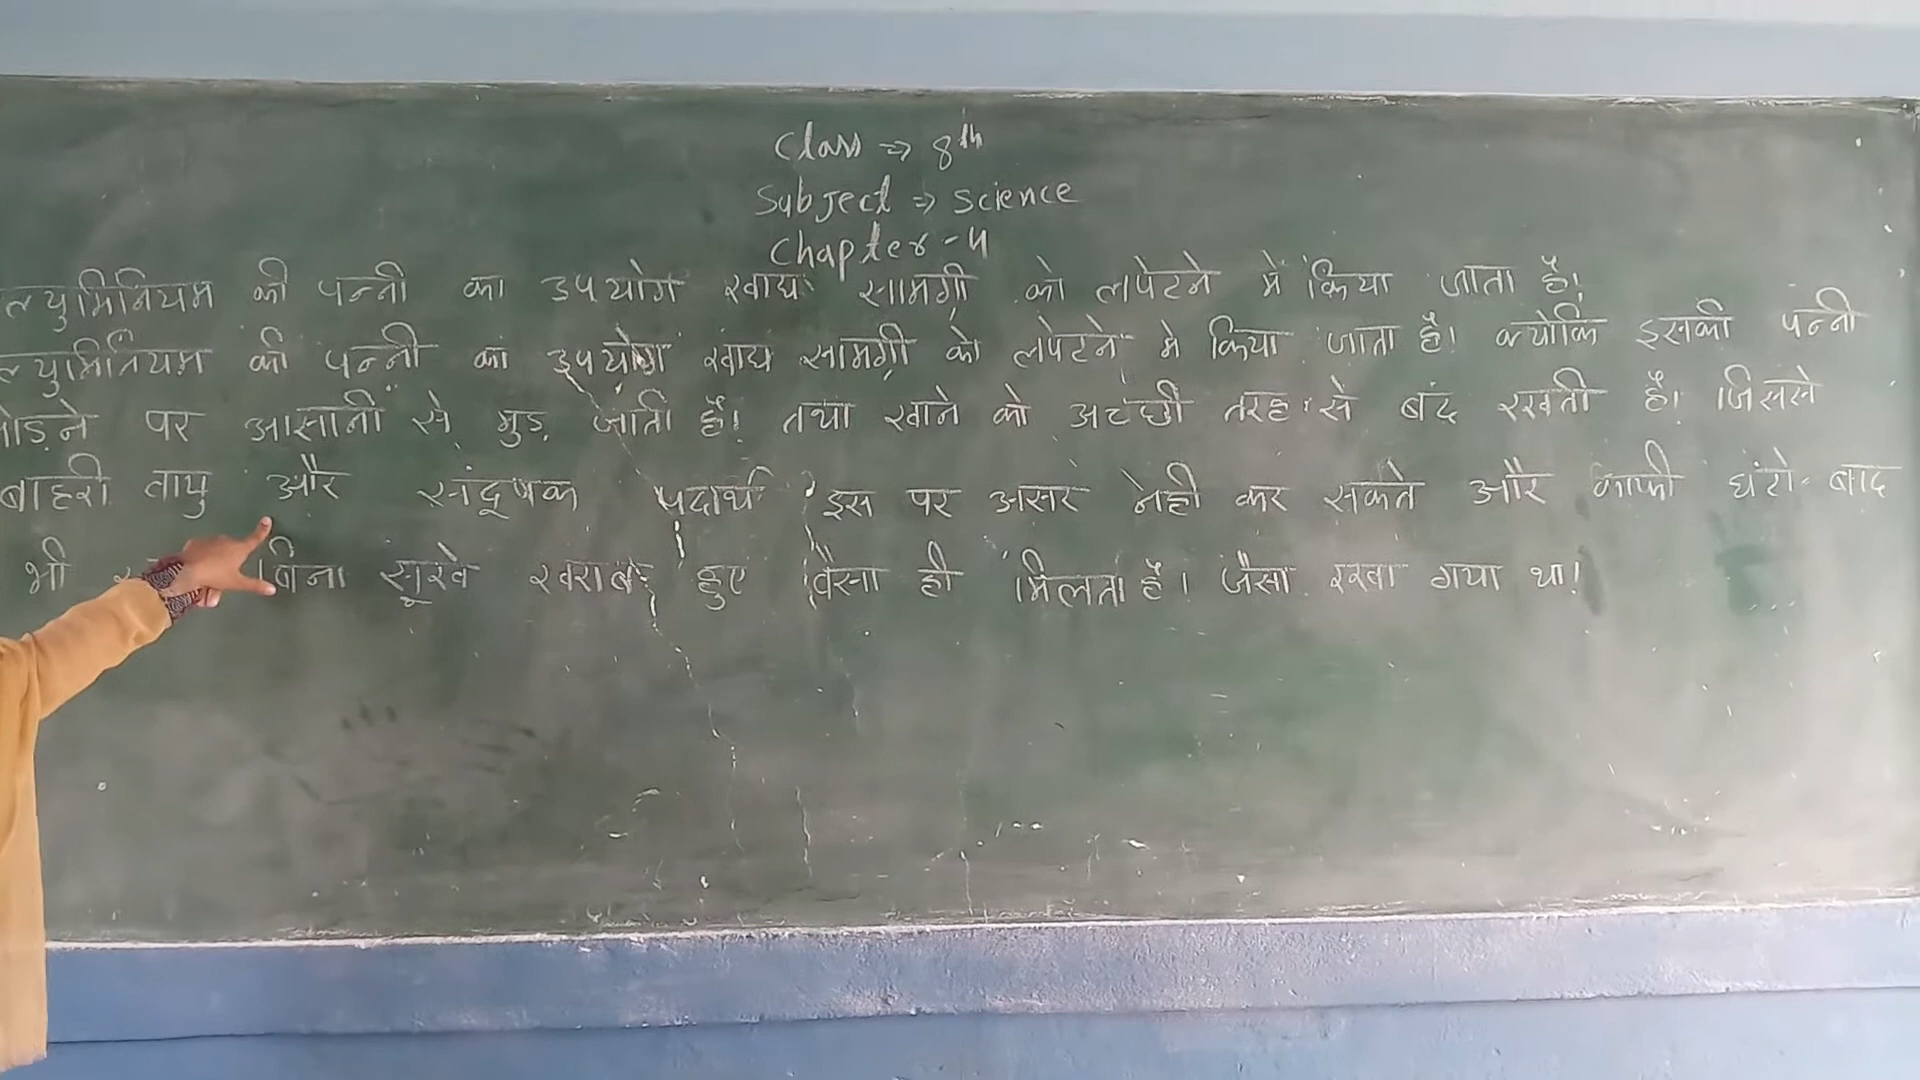 Class ⇒ 8th
Subject ⇒ Science
Chapter-4
ल्युमिनियम की पन्नी का उपयोग खाद्य सामग्री को लपेटने मे किया जाता है।
ल्युमिनियम की पन्नी का उपयोग खाद्य सामग्री को लपेटने मे किया जाता है। क्योकि इसकी पन्नी
मोड़ने पर आसानी से मुड़ जाती है। तथा खाने को अच्छी तरह से बंद रखती है। जिससे
बाहरी वायु और संदूषक पदार्थ इस पर असर नही कर सकते और काफी घंटो बाद
भी बिना सूखे खराब हुए वैसा ही मिलता है। जैसा रखा गया था!